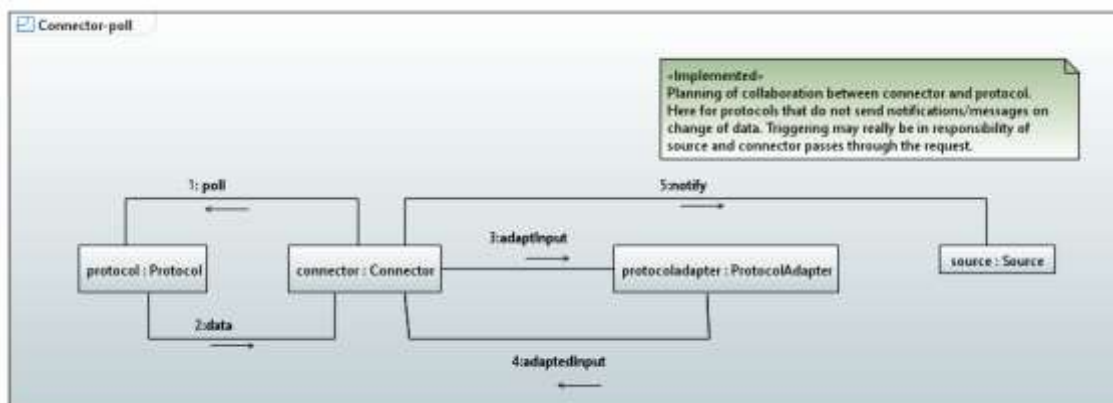 Connector-poll
«Implemented»
Planning of collaboration between connector and protocol.
Here for protocols that do not send notifications/messages on
change of data. Triggering may really be in responsibility of
source and connector passes through the request.
1: poll
5:notify
3:adaptInput
protocol : Protocol
connector : Connector
protocoladapter : ProtocolAdapter
source : Source
2:data
4:adaptedInput